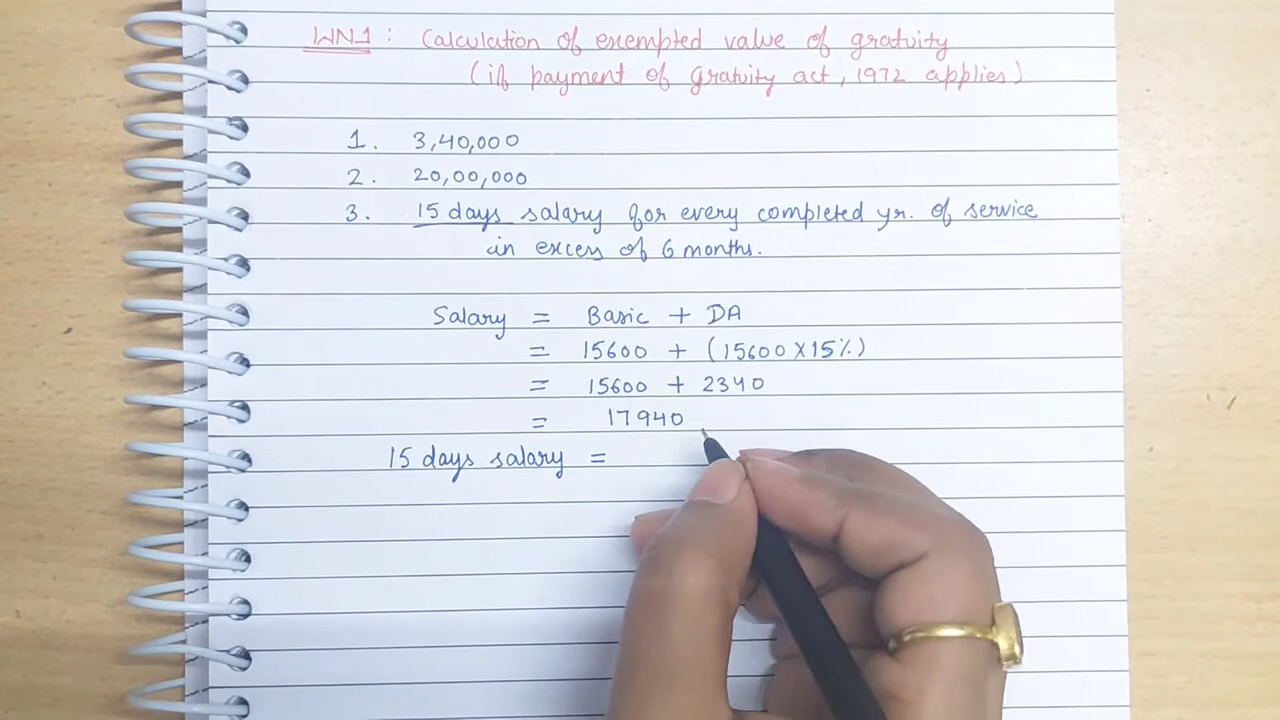 WN1 : Calculation of exempted value of gratuity
(if payment of Gratuity act, 1972 applies)
1. 3,40,000
2. 20,00,000
3. 15 days salary for every completed yr. of service
in excess of 6 months.
Salary = Basic + DA
= 15600 + (15600 X 15%)
= 15600 + 2340
= 17940
15 days salary =